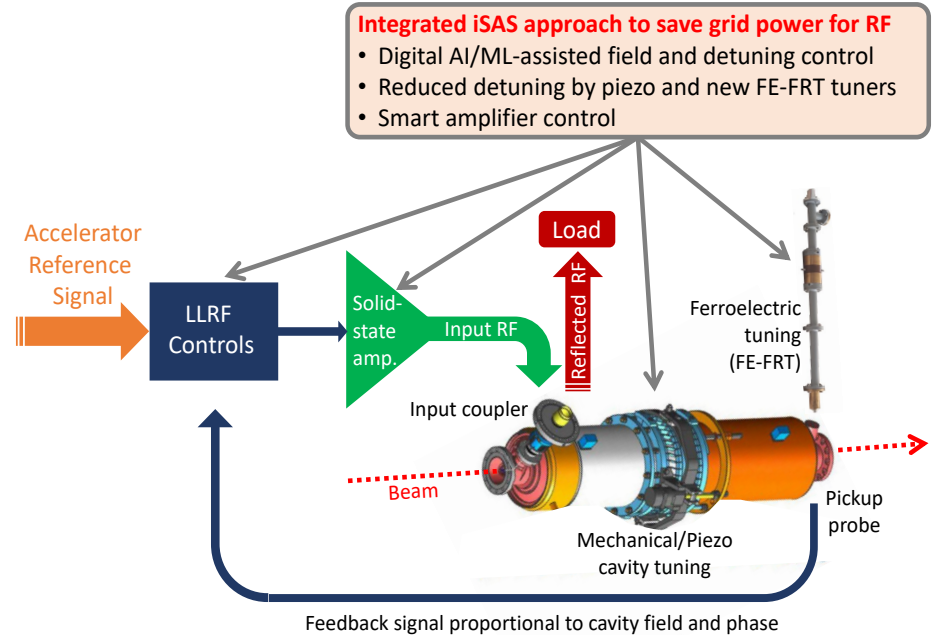 Integrated iSAS approach to save grid power for RF
• Digital AI/ML-assisted field and detuning control
• Reduced detuning by piezo and new FE-FRT tuners
• Smart amplifier control
Accelerator
Reference
Signal
LLRF
Controls
Solid-
state
amp.
Input RF
Load
Reflected RF
Ferroelectric
tuning
(FE-FRT)
Input coupler
Beam
Pickup
probe
Mechanical/Piezo
cavity tuning
Feedback signal proportional to cavity field and phase